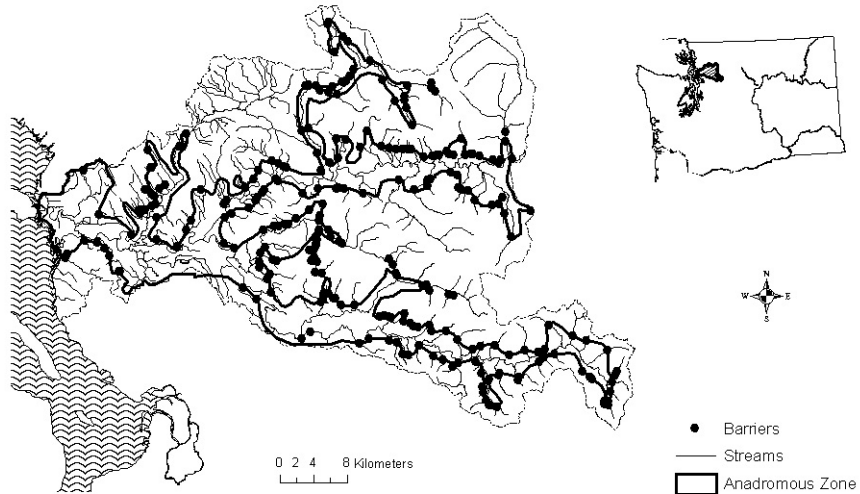 N
W E
S
Barriers
Streams
Anadromous Zone
0 2 4 8 Kilometers